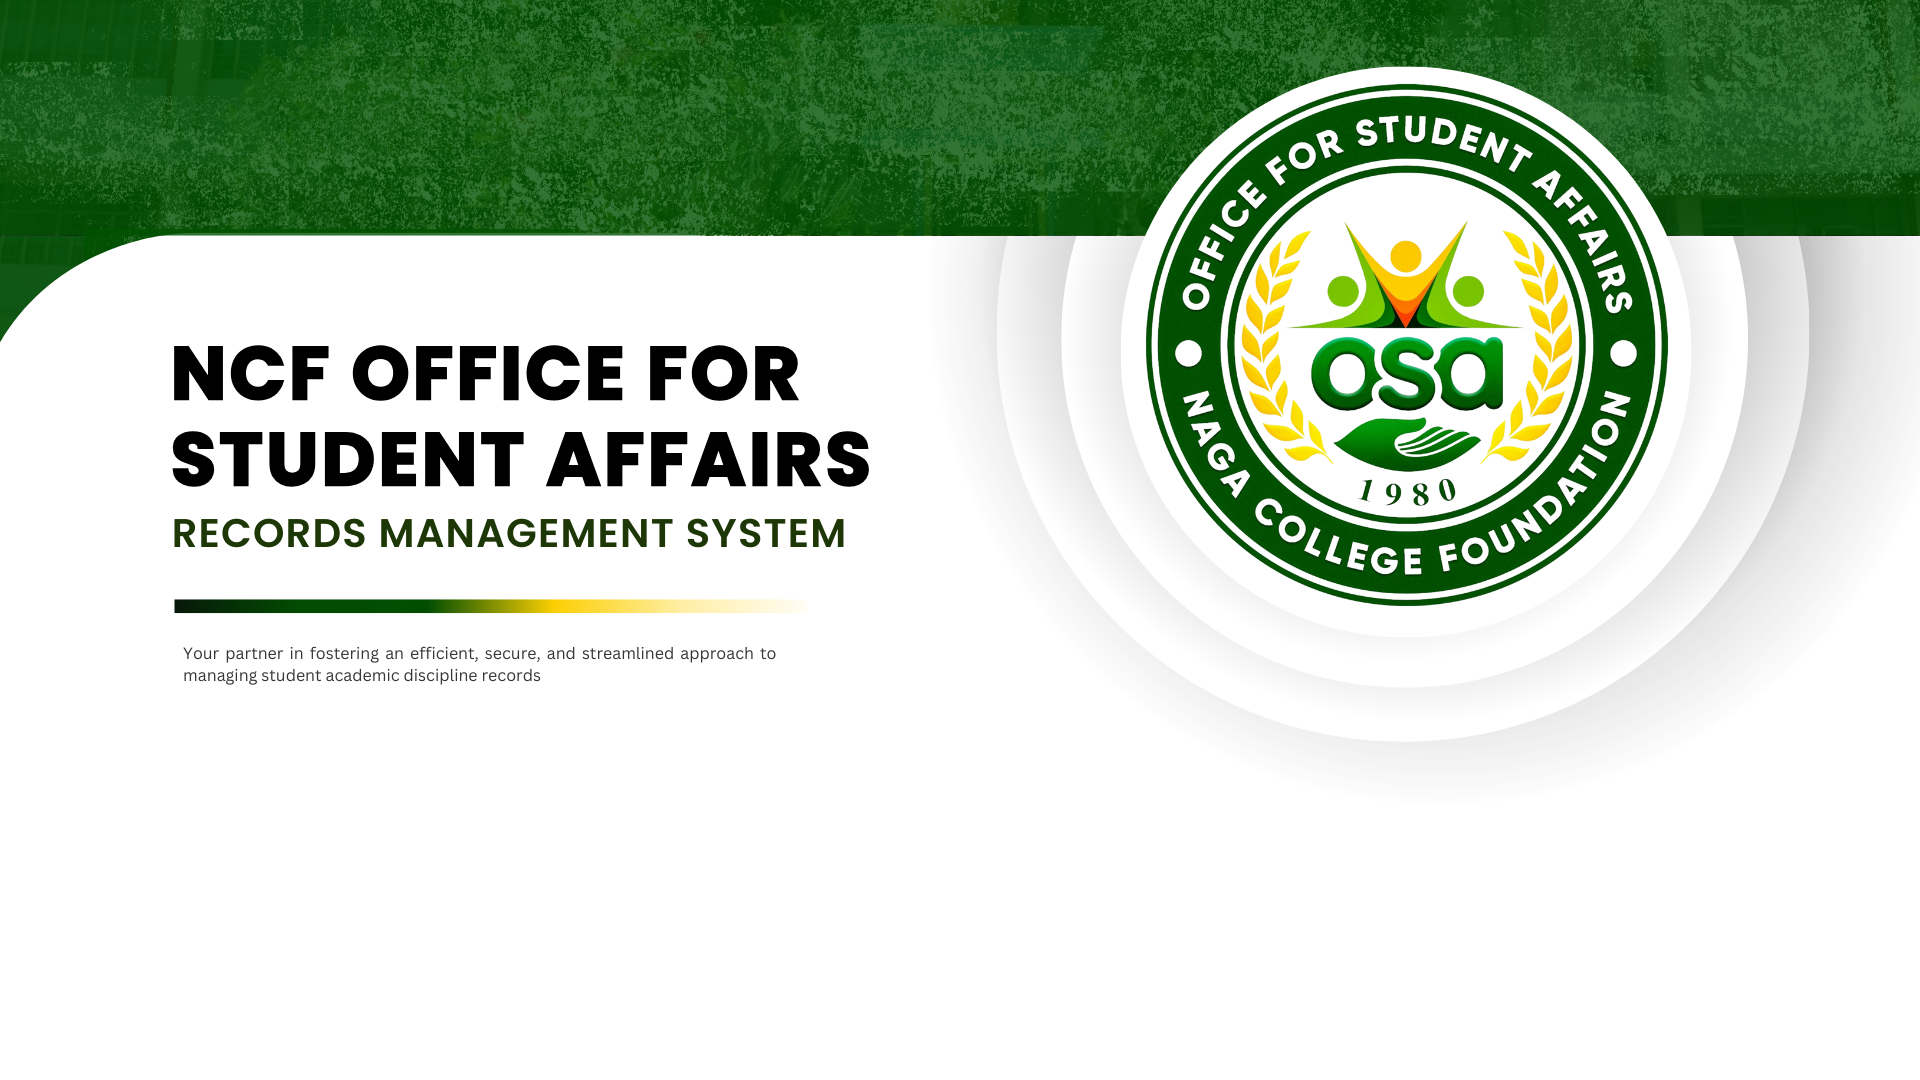 NCF OFFICE FOR
STUDENT AFFAIRS
RECORDS MANAGEMENT SYSTEM
Your partner in fostering an efficient, secure, and streamlined approach to
managing student academic discipline records
OFFICE FOR STUDENT AFFAIRS
osa
1980
NAGA COLLEGE FOUNDATION